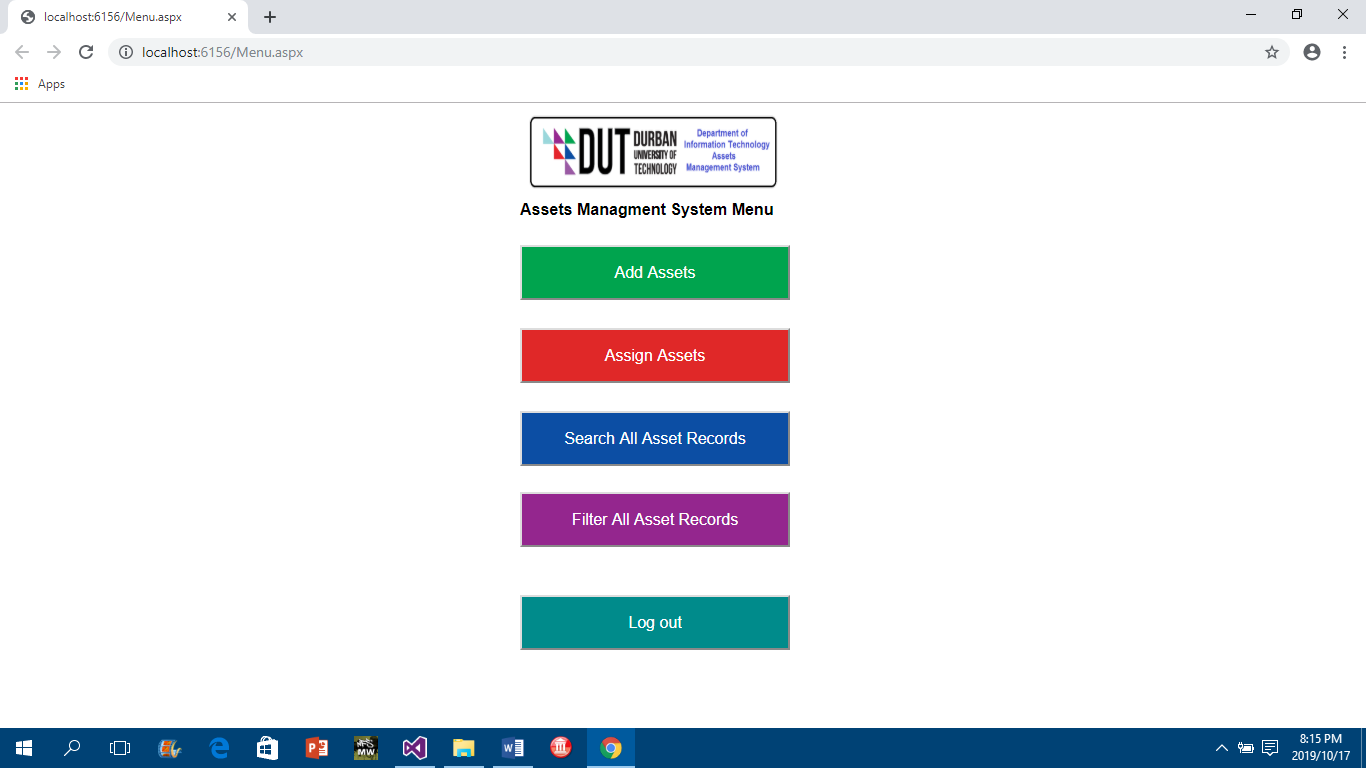 localhost:6156/Menu.aspx
localhost:6156/Menu.aspx
Apps
DUT
DURBAN
UNIVERSITY OF
TECHNOLOGY
Department of
Information Technology
Assets
Management System
Assets Managment System Menu
Add Assets
Assign Assets
Search All Asset Records
Filter All Asset Records
Log out
8:15 PM
2019/10/17